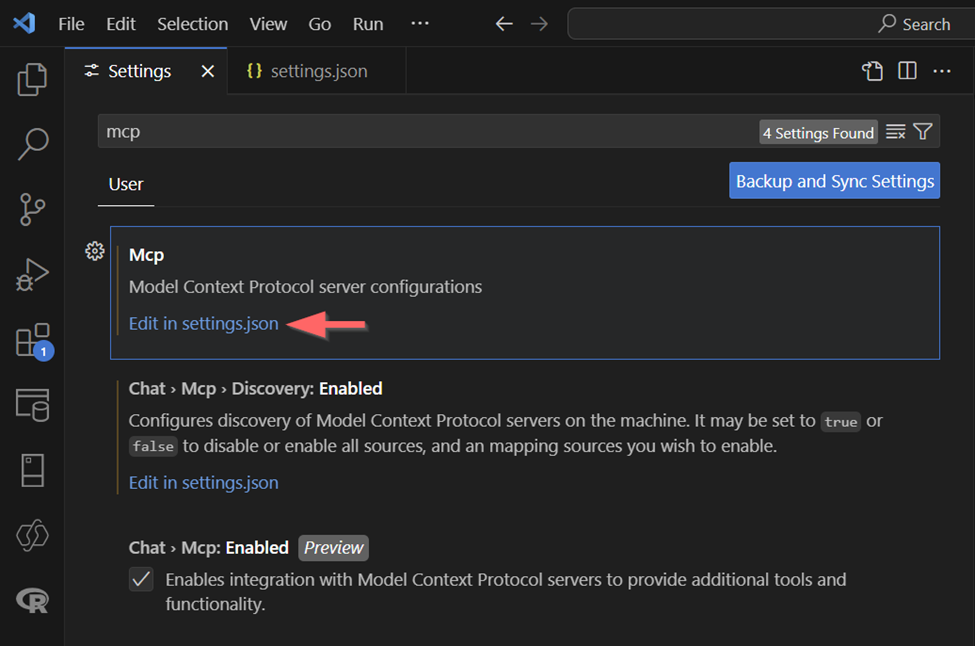 File Edit Selection View Go Run ··· Search
Settings settings.json
mcp 4 Settings Found
User Backup and Sync Settings
Mcp
Model Context Protocol server configurations
Edit in settings.json
Chat › Mcp › Discovery: Enabled
Configures discovery of Model Context Protocol servers on the machine. It may be set to true or
false to disable or enable all sources, and an mapping sources you wish to enable.
Edit in settings.json
1
Chat › Mcp: Enabled Preview
Enables integration with Model Context Protocol servers to provide additional tools and
functionality.
R